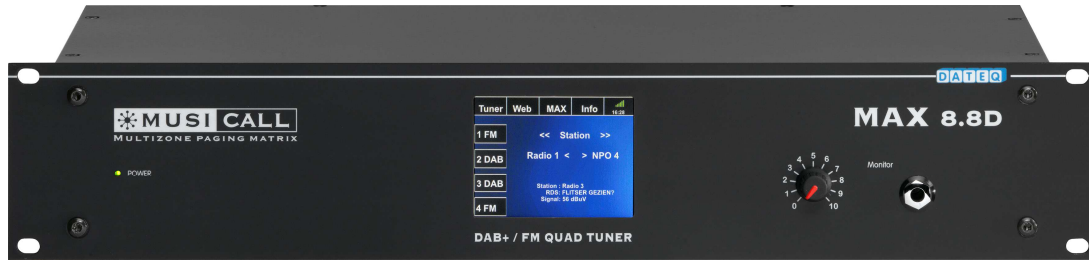 DATEQ
MUSICALL
MULTIZONE PAGING MATRIX
POWER
Tuner Web MAX Info 16:28
1 FM
2 DAB
3 DAB
4 FM
<< Station >>
Radio 1 < > NPO 4
Station : Radio 3
RDS: FLITSER GEZIEN?
Signal: 56 dBuV
DAB+ / FM QUAD TUNER
MAX 8.8D
0 1 2 3 4 5 6 7 8 9 10
Monitor